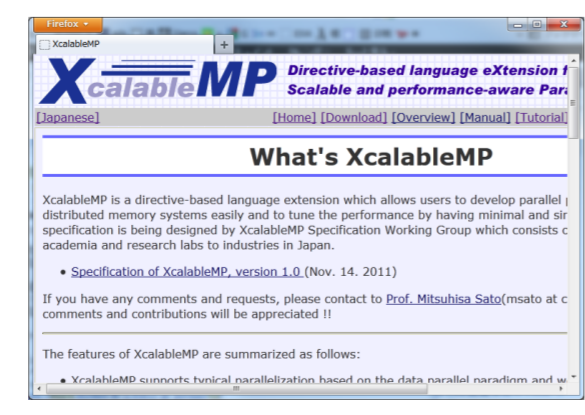 Firefox
XcalableMP
XcalableMP
Directive-based language eXtension f
Scalable and performance-aware Para
[Japanese] [Home] [Download] [Overview] [Manual] [Tutorial]
What's XcalableMP
XcalableMP is a directive-based language extension which allows users to develop parallel
distributed memory systems easily and to tune the performance by having minimal and sir
specification is being designed by XcalableMP Specification Working Group which consists c
academia and research labs to industries in Japan.
• Specification of XcalableMP, version 1.0 (Nov. 14. 2011)
If you have any comments and requests, please contact to Prof. Mitsuhisa Sato(msato at c
comments and contributions will be appreciated !!
The features of XcalableMP are summarized as follows:
• XcalableMP supports typical parallelization based on the data parallel paradigm and w